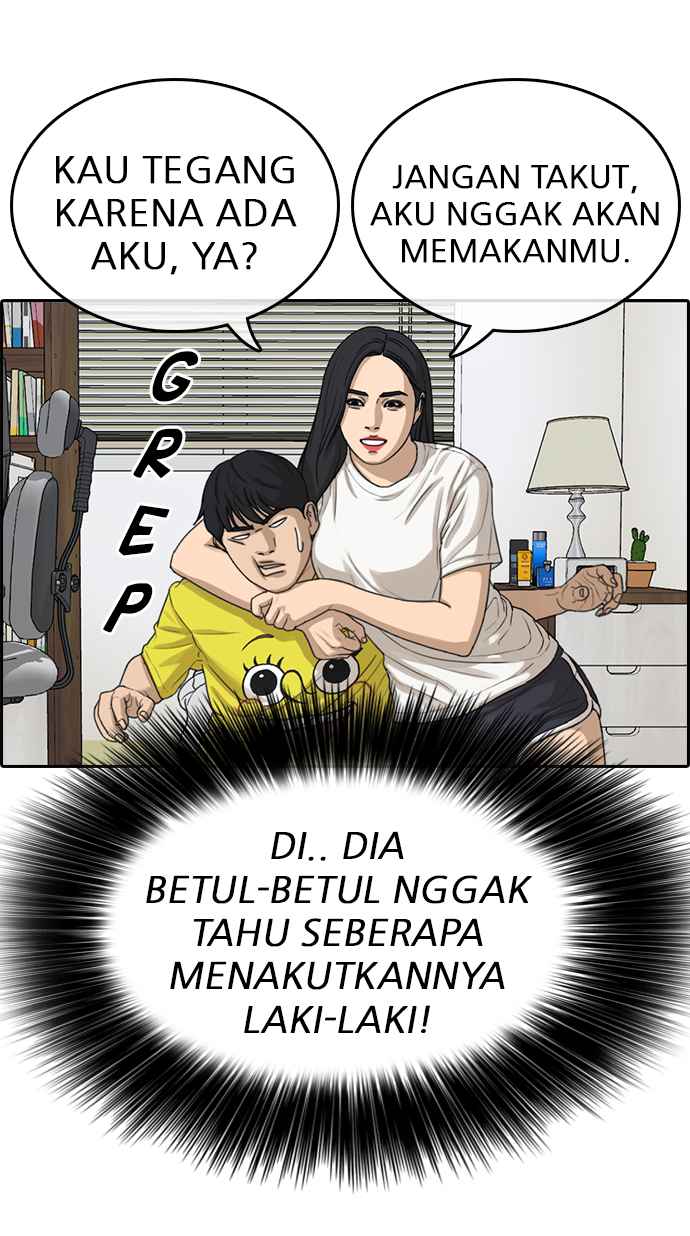 KAU TEGANG
KARENA ADA
AKU, YA?
JANGAN TAKUT,
AKU NGGAK AKAN
MEMAKANMU.
GREP
DI.. DIA
BETUL-BETUL NGGAK
TAHU SEBERAPA
MENAKUTKANNYA
LAKI-LAKI!